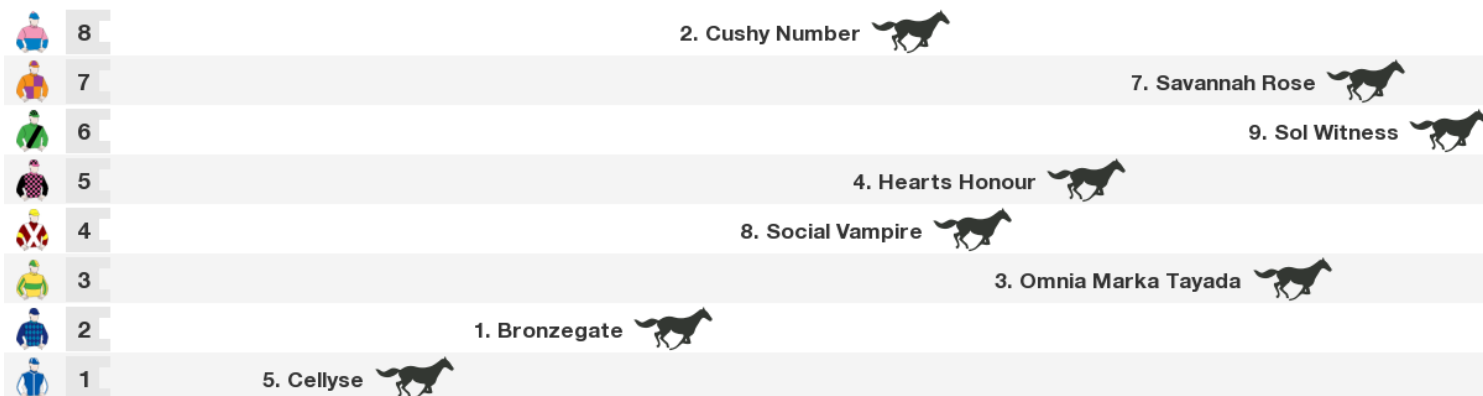 8 2. Cushy Number
7 7. Savannah Rose
6 9. Sol Witness
5 4. Hearts Honour
4 8. Social Vampire
3 3. Omnia Marka Tayada
2 1. Bronzegate
1 5. Cellyse